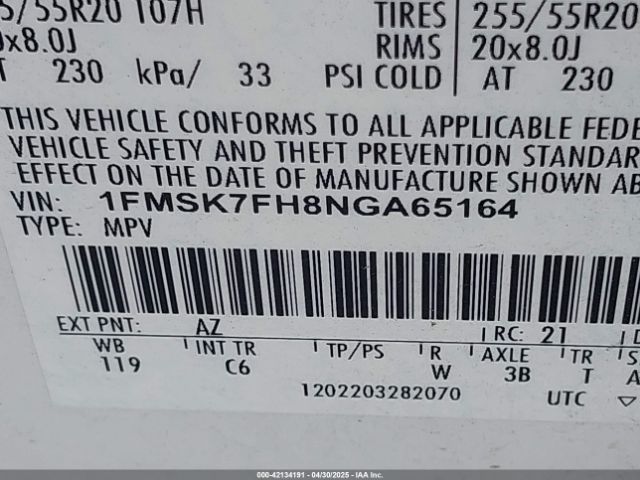 5/55R20 107H TIRES 255/55R20
x8.0J RIMS 20x8.0J
230 kPa/ 33 PSI COLD AT 230
THIS VEHICLE CONFORMS TO ALL APPLICABLE FEDE
VEHICLE SAFETY AND THEFT PREVENTION STANDAR
EFFECT ON THE DATE OF MANUFACTURE SHOWN AB
VIN: 1FMSK7FH8NGA65164
TYPE: MPV
EXT PNT: AZ RC: 21
WB INT TR TP/PS R AXLE TR S
119 C6 W 3B T A
1202203282070 UTC
000-42134191 - 04/30/2025 - IAA Inc.